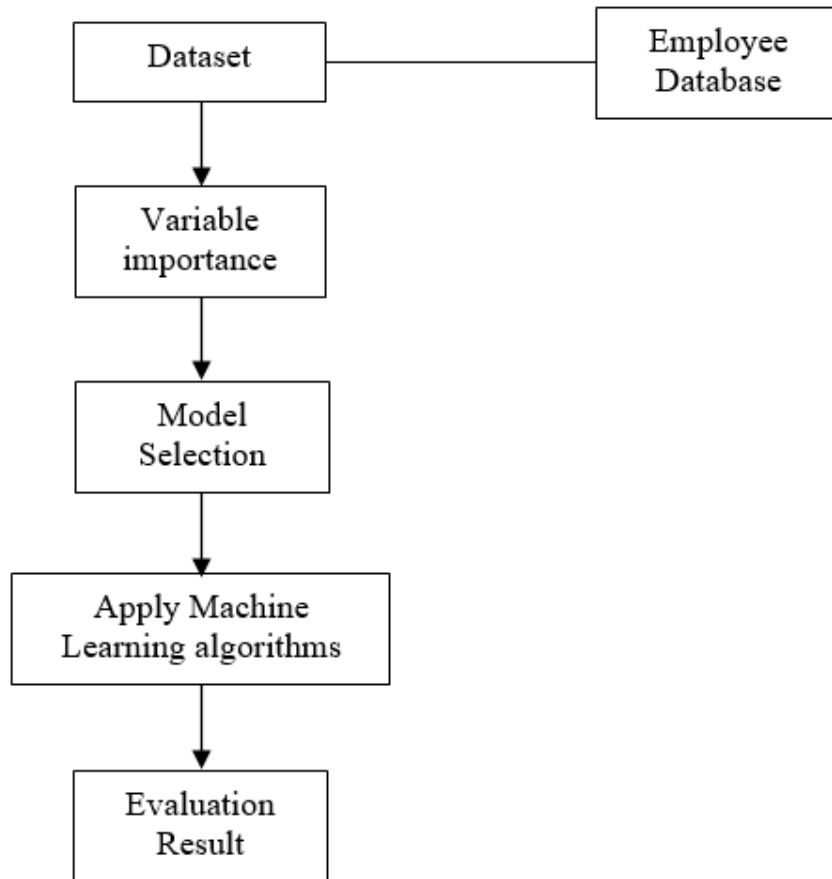 Dataset
Employee
Database
Variable
importance
Model
Selection
Apply Machine
Learning algorithms
Evaluation
Result